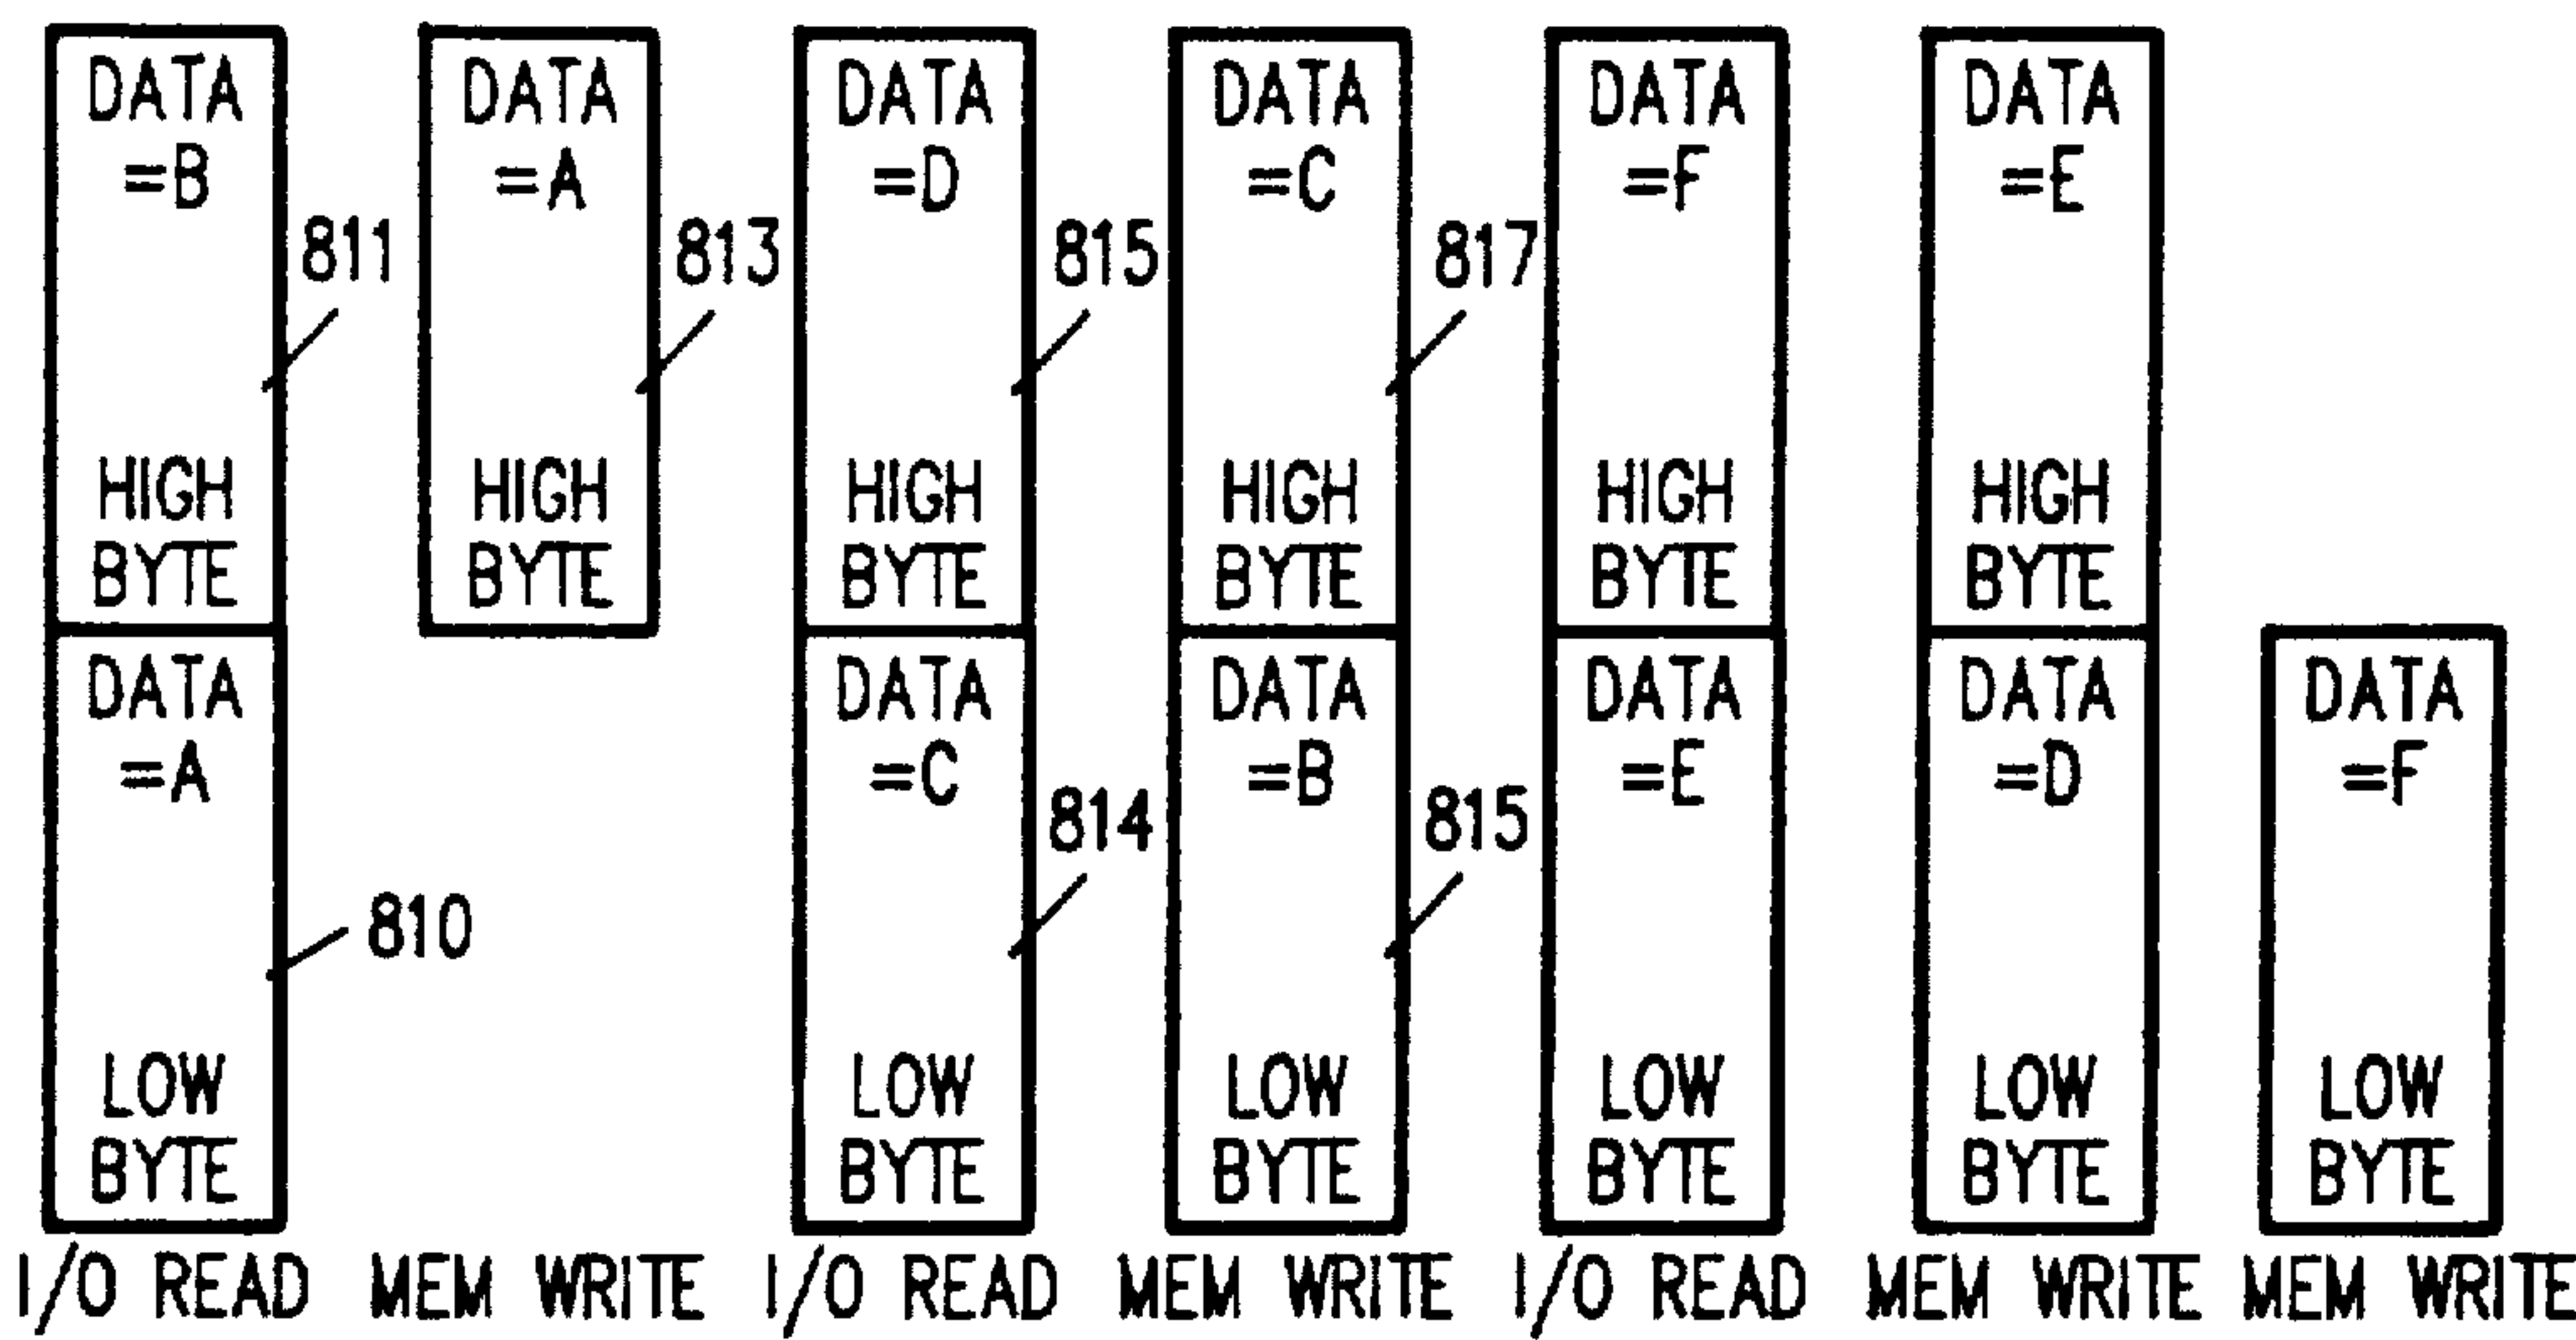 DATA
=B
811
HIGH
BYTE
DATA
=A
810
LOW
BYTE
I/O READ
DATA
=A
813
HIGH
BYTE
MEM WRITE
DATA
=D
815
HIGH
BYTE
DATA
=C
814
LOW
BYTE
I/O READ
DATA
=C
817
HIGH
BYTE
DATA
=B
815
LOW
BYTE
MEM WRITE
DATA
=F
HIGH
BYTE
DATA
=E
LOW
BYTE
I/O READ
DATA
=E
HIGH
BYTE
DATA
=D
LOW
BYTE
MEM WRITE
DATA
=F
LOW
BYTE
MEM WRITE